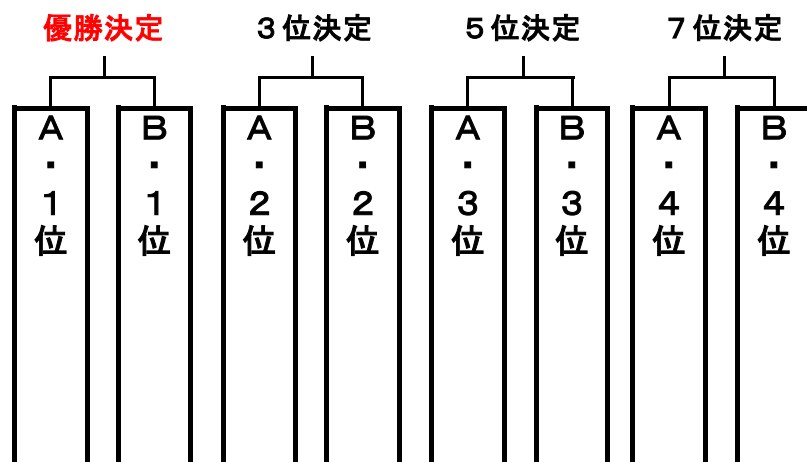 優勝決定
３位決定
５位決定
７位決定
Ａ・１位
Ｂ・１位
Ａ・２位
Ｂ・２位
Ａ・３位
Ｂ・３位
Ａ・４位
Ｂ・４位